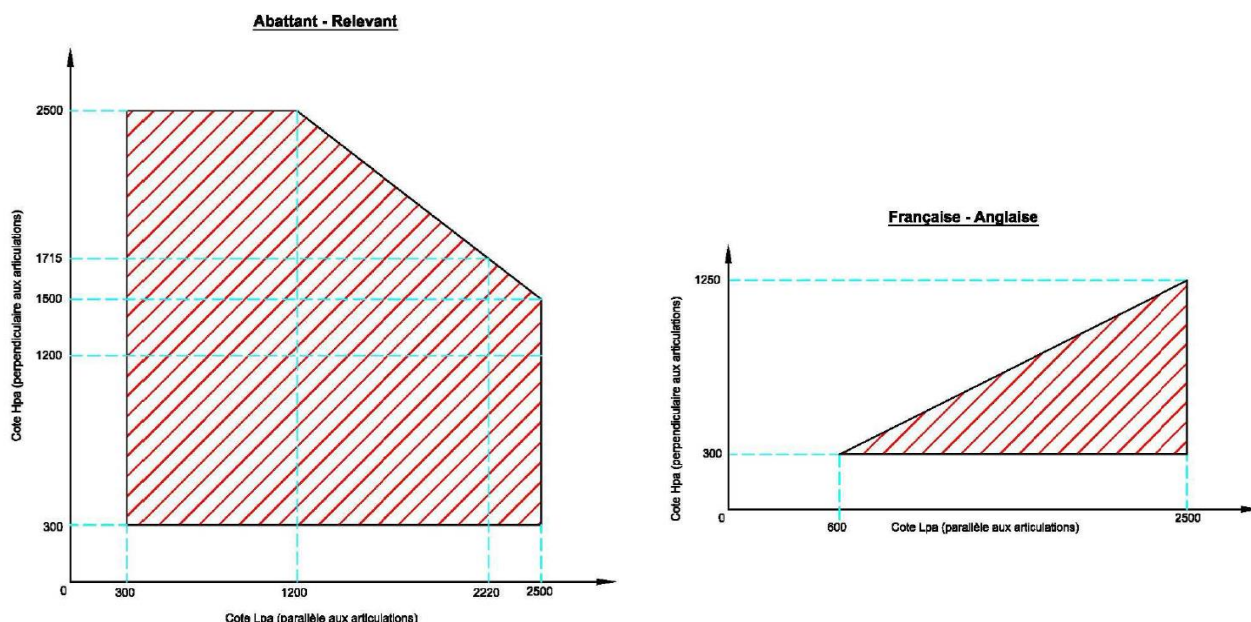 Abattant - Relevant
Cote Hpa (perpendiculaire aux articulations)
2500
1715
1500
1200
300
0
300
1200
2220
2500
Cote Lpa (parallèle aux articulations)
Française - Anglaise
Cote Hpa (perpendiculaire aux articulations)
1250
300
0
600
Cote Lpa (parallèle aux articulations)
2500